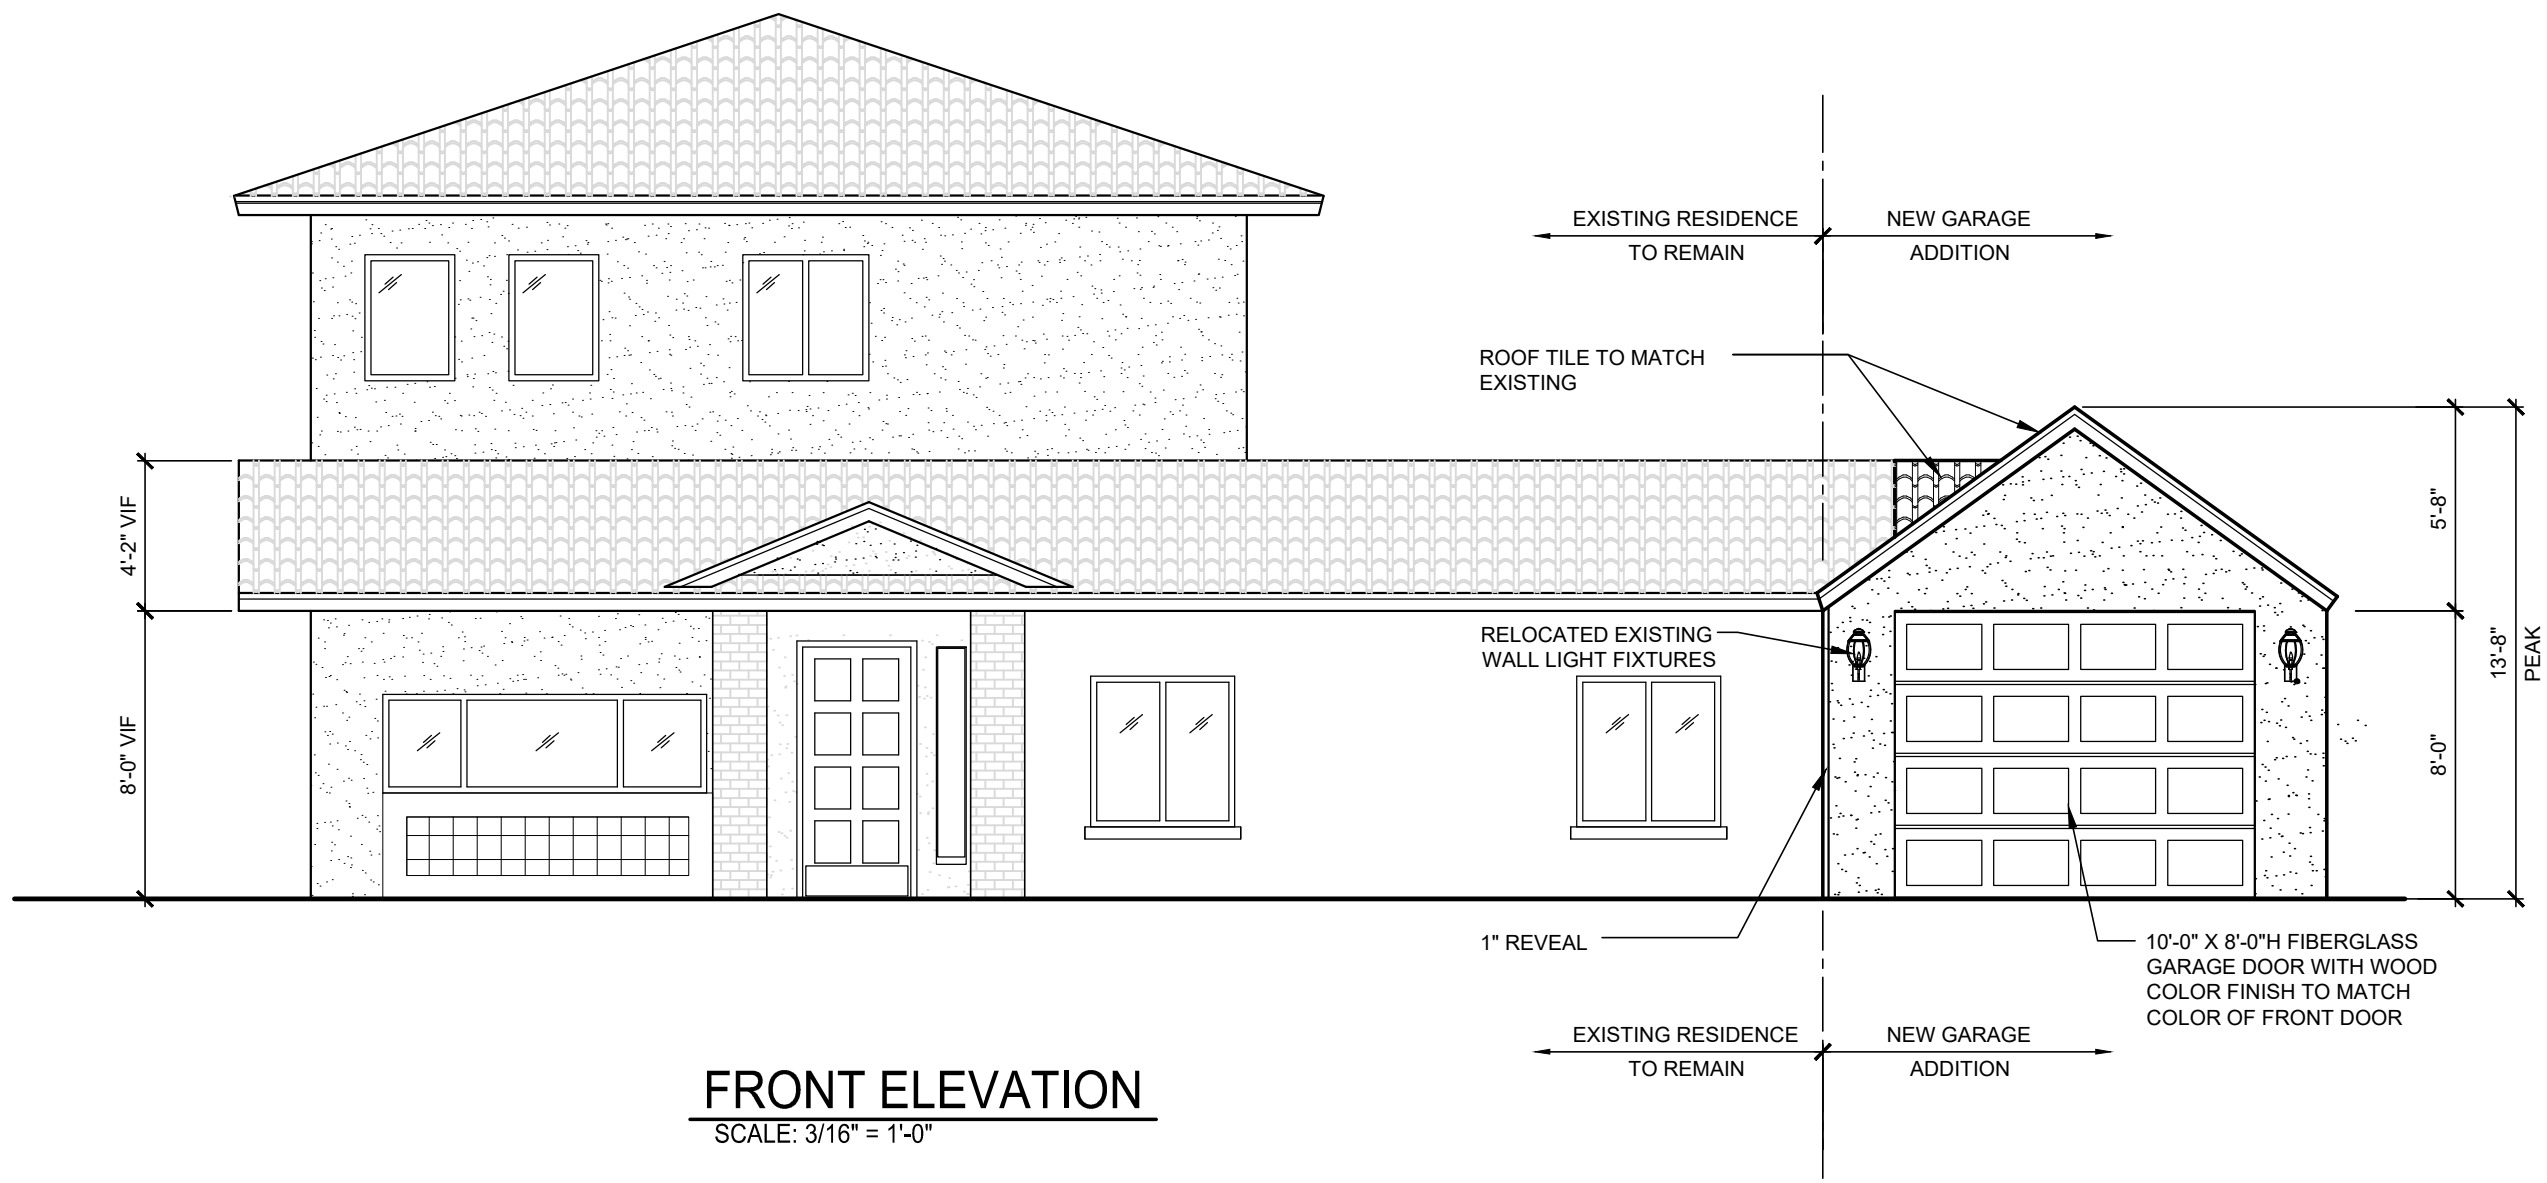 EXISTING RESIDENCE
TO REMAIN
NEW GARAGE
ADDITION
ROOF TILE TO MATCH
EXISTING
4'-2" VIF
8'-0" VIF
5'-8"
8'-0"
13'-8"
PEAK
RELOCATED EXISTING
WALL LIGHT FIXTURES
1" REVEAL
10'-0" X 8'-0"H FIBERGLASS
GARAGE DOOR WITH WOOD
COLOR FINISH TO MATCH
COLOR OF FRONT DOOR
EXISTING RESIDENCE
TO REMAIN
NEW GARAGE
ADDITION
FRONT ELEVATION
SCALE: 3/16" = 1'-0"